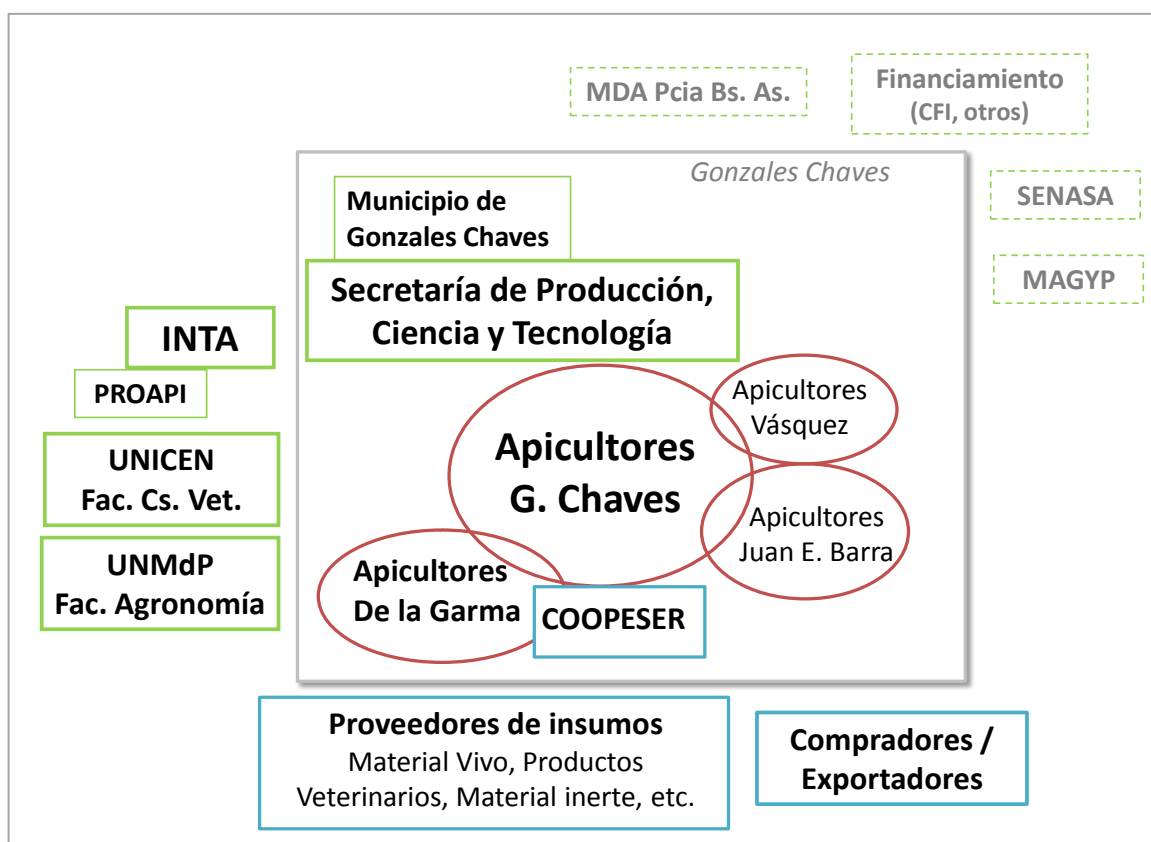 MDA Pcia Bs. As.
Financiamiento
(CFI, otros)
Gonzales Chaves
SENASA
MAGYP
Municipio de
Gonzales Chaves
Secretaría de Producción,
Ciencia y Tecnología
INTA
PROAPI
UNICEN
Fac. Cs. Vet.
UNMdP
Fac. Agronomía
Apicultores
Vásquez
Apicultores
G. Chaves
Apicultores
Juan E. Barra
Apicultores
De la Garma
COOPESER
Proveedores de insumos
Material Vivo, Productos
Veterinarios, Material inerte, etc.
Compradores /
Exportadores